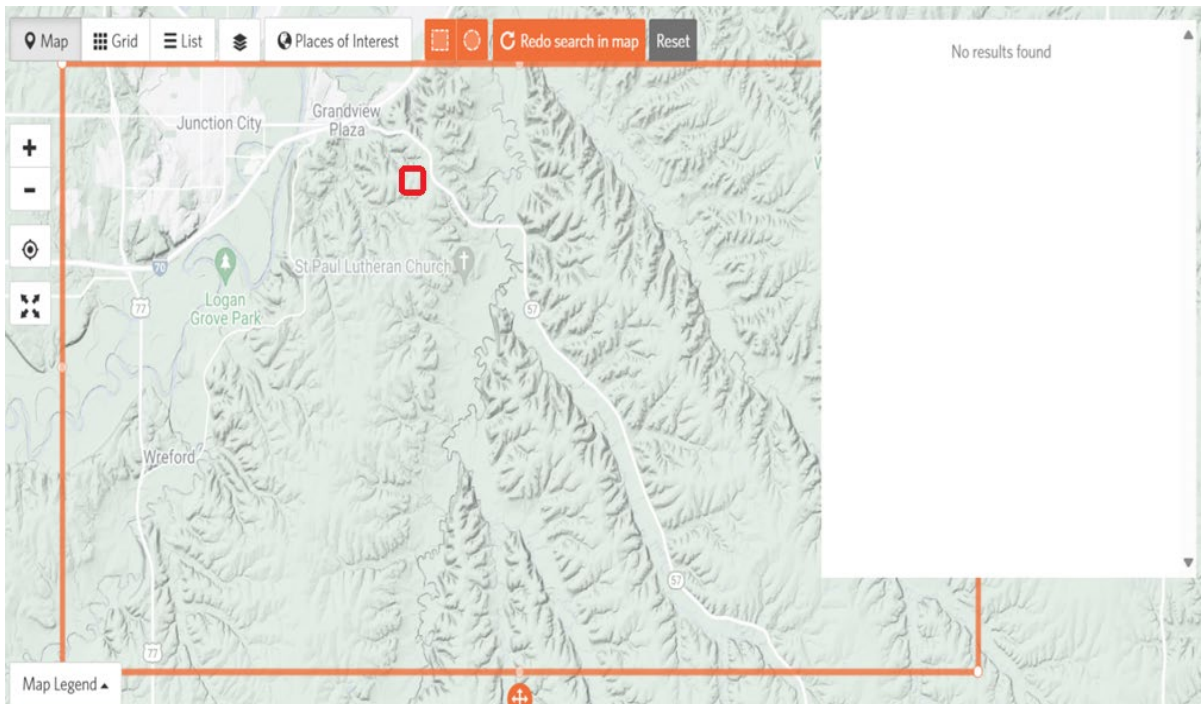 Map
Grid
List
Places of Interest
Redo search in map
Reset
No results found
Junction City
Grandview
Plaza
St Paul Lutheran Church
70
77
Logan
Grove Park
57
Wreford
57
77
Map Legend